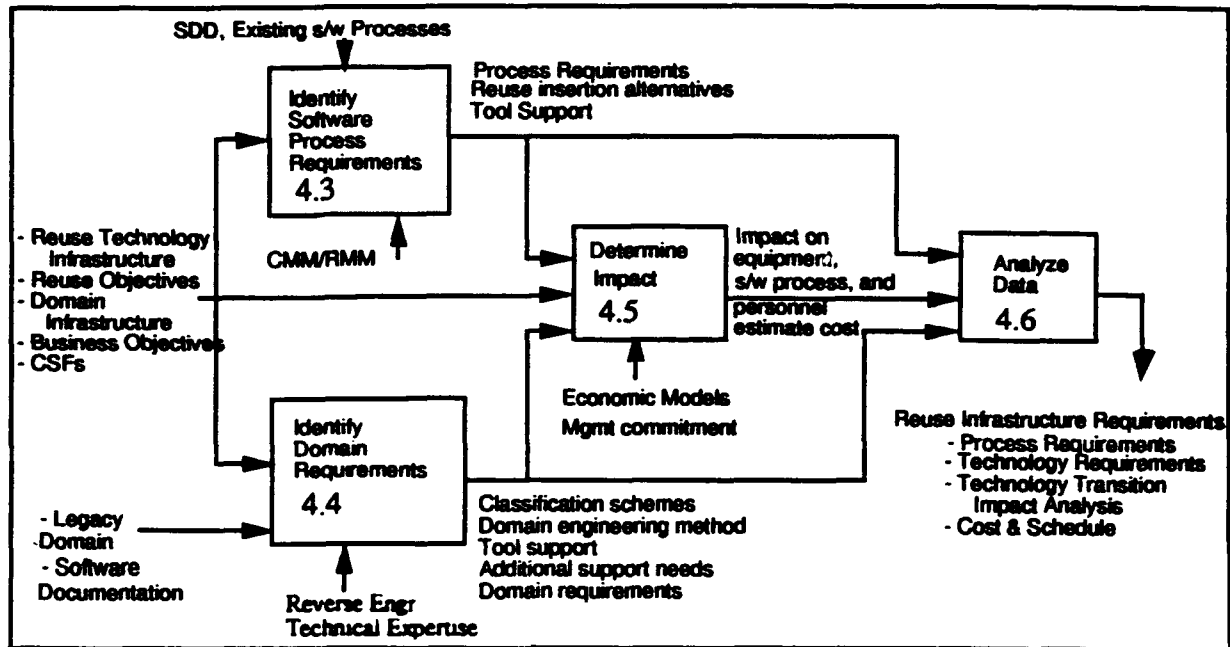 SDD, Existing s/w Processes
Identify
Software
Process
Requirements
4.3
Process Requirements
Reuse insertion alternatives
Tool Support
CMM/RMM
- Reuse Technology
Infrastructure
- Reuse Objectives
- Domain
Infrastructure
- Business Objectives
- CSFs
Determine
Impact
4.5
Impact on
equipment,
s/w process, and
personnel
estimate cost
Analyze
Data
4.6
Economic Models
Mgmt commitment
Identify
Domain
Requirements
4.4
- Legacy
Domain
- Software
Documentation
Reverse Engr
Technical Expertise
Classification schemes
Domain engineering method
Tool support
Additional support needs
Domain requirements
Reuse Infrastructure Requirements
- Process Requirements
- Technology Requirements
- Technology Transition
Impact Analysis
- Cost & Schedule